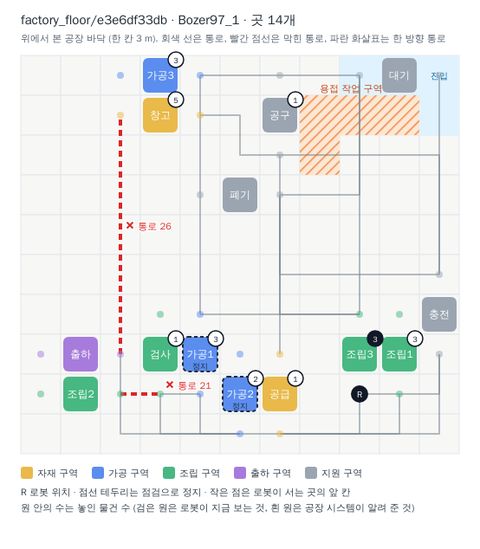 factory_floor/e3e6df33db · Bozer97_1 · 곳 14개
위에서 본 공장 바닥 (한 칸 3 m). 회색 선은 통로, 빨간 점선은 막힌 통로, 파란 화살표는 한 방향 통로
3
가공3
대기
진입
용접 작업 구역
5
창고
1
공구
폐기
통로 26
충전
출하
1
검사
3
가공1
정지
3
조립3
3
조립1
조립2
통로 21
2
가공2
정지
1
공급
R
자재 구역
가공 구역
조립 구역
출하 구역
지원 구역
R 로봇 위치 · 점선 테두리는 점검으로 정지 · 작은 점은 로봇이 서는 곳의 앞 칸
원 안의 수는 놓인 물건 수 (검은 원은 로봇이 지금 보는 것, 흰 원은 공장 시스템이 알려 준 것)